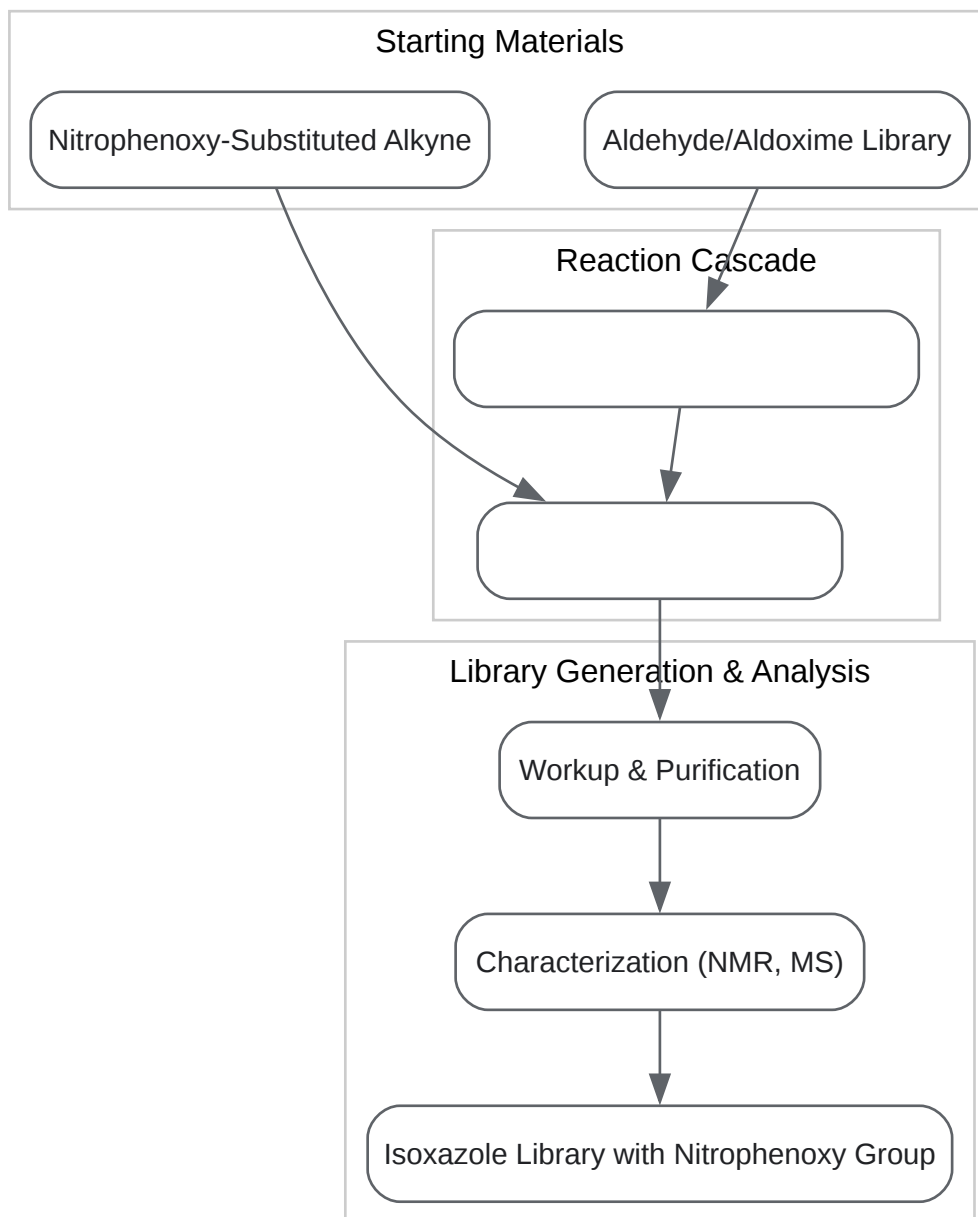 Starting Materials
Nitrophenoxy-Substituted Alkyne
Aldehyde/Aldoxime Library
Reaction Cascade
Library Generation & Analysis
Workup & Purification
Characterization (NMR, MS)
Isoxazole Library with Nitrophenoxy Group